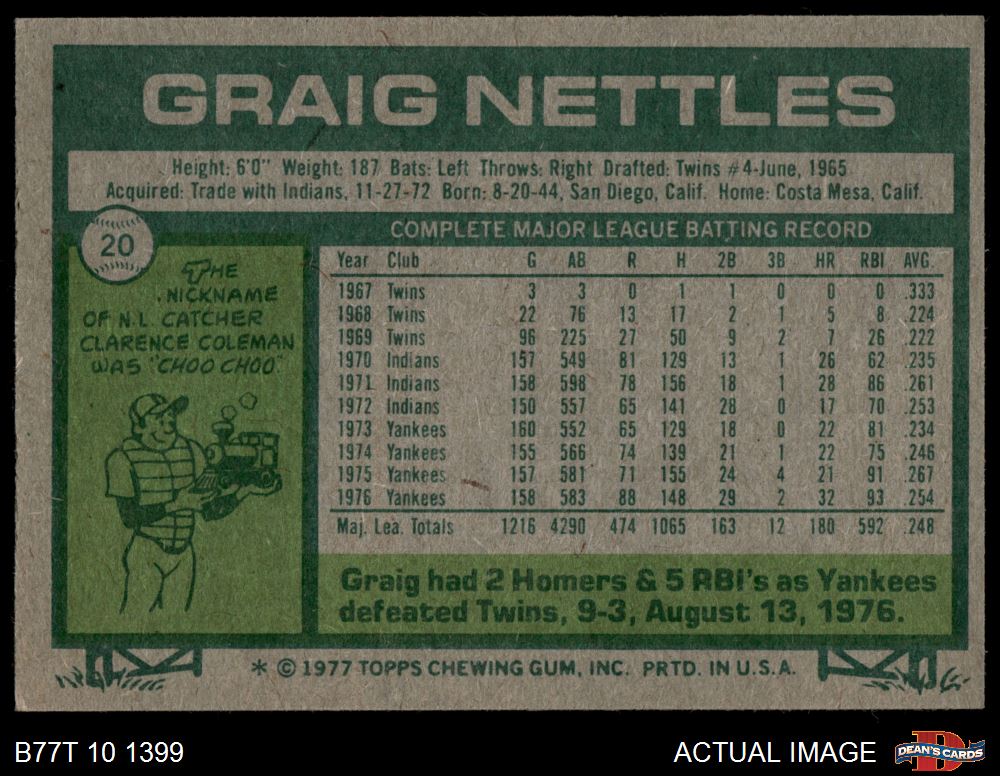 GRAIG NETTLES
Height: 6'0" Weight: 187 Bats: Left Throws: Right Drafted: Twins #4-June, 1965
Acquired: Trade with Indians, 11-27-72 Born: 8-20-44, San Diego, Calif. Home: Costa Mesa, Calif.
20
THE
NICKNAME
OF N.L. CATCHER
CLARENCE COLEMAN
WAS "CHOO CHOO."
COMPLETE MAJOR LEAGUE BATTING RECORD
Year Club G AB R H 2B 3B HR RBI AVG.
1967 Twins 3 3 0 1 1 0 0 0 .333
1968 Twins 22 76 13 17 2 1 5 8 .224
1969 Twins 96 225 27 50 9 2 7 26 .222
1970 Indians 157 549 81 129 13 1 26 62 .235
1971 Indians 158 598 78 156 18 1 28 86 .261
1972 Indians 150 557 65 141 28 0 17 70 .253
1973 Yankees 160 552 65 129 18 0 22 81 .234
1974 Yankees 155 566 74 139 21 1 22 75 .246
1975 Yankees 157 581 71 155 24 4 21 91 .267
1976 Yankees 158 583 88 148 29 2 32 93 .254
Maj. Lea. Totals 1216 4290 474 1065 163 12 180 592 .248
Graig had 2 Homers & 5 RBI's as Yankees
defeated Twins, 9-3, August 13, 1976.
* © 1977 TOPPS CHEWING GUM, INC. PRTD. IN U.S.A.
B77T 10 1399
ACTUAL IMAGE
D
DEAN'S CARDS